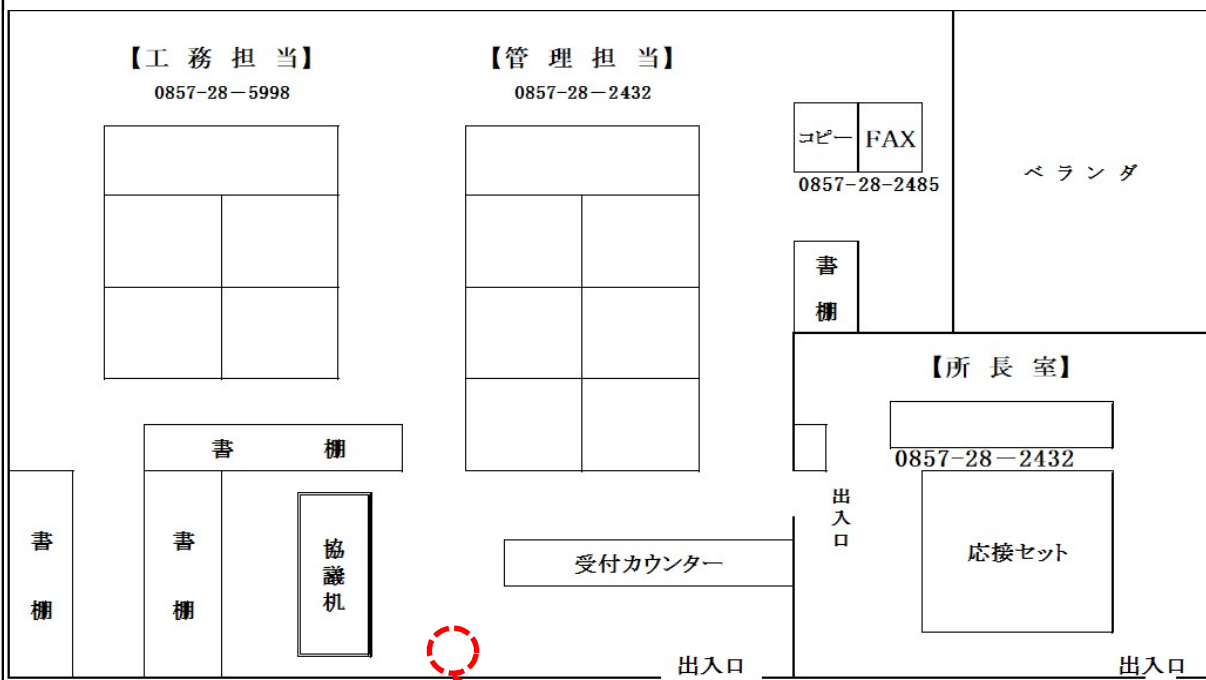 【工 務 担 当】
0857-28－5998
【管 理 担 当】
0857-28－2432
コピー
FAX
0857-28-2485
ベ ラ ン ダ
書棚
【所 長 室】
0857-28－2432
書 棚
書棚
書棚
協議机
受付カウンター
出入口
応接セット
出入口
出入口